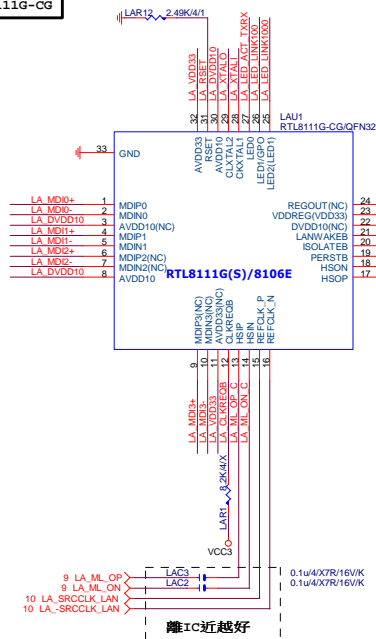 111G-CG
LAR12 2.49K/4/1
LA_VDD33
LA_RSET
LA_DVDD10
LA_XTALO
LA_XTALI
LA_LED_ACT_TXRX
LA_LED_LINK100
LA_LED_LINK1000
32
31
30
29
28
27
26
25
LAU1
RTL8111G-CG/QFN32
33 GND
AVDD33
RSET
AVDD10
CLXTAL2
CKXTAL1
LED0
LED1/GPO
LED2(LED1)
LA_MDI0+ 1 MDIP0
LA_MDI0- 2 MDIN0
LA_DVDD10 3 AVDD10(NC)
LA_MDI1+ 4 MDIP1
LA_MDI1- 5 MDIN1
LA_MDI2+ 6 MDIP2(NC)
LA_MDI2- 7 MDIN2(NC)
LA_DVDD10 8 AVDD10
RTL8111G(S)/8106E
REGOUT(NC) 24
VDDREG(VDD33) 23
DVDD10(NC) 22
LANWAKEB 21
ISOLATEB 20
PERSTB 19
HSON 18
HSOP 17
MDIP3(NC)
MDIN3(NC)
AVDD33(NC)
CLKREQB
HSIP
HSIN
REFCLK_P
REFCLK_N
9
10
11
12
13
14
15
16
LA_MDI3+
LA_MDI3-
LA_VDD33
LA_CLKREQB
LA_ML_OP_C
LA_ML_ON_C
LAR1 8.2K/4/X
VCC3
9 LA_ML_OP LAC3 0.1u/4/X7R/16V/K
9 LA_ML_ON LAC2 0.1u/4/X7R/16V/K
10 LA_SRCCLK_LAN
10 LA_-SRCCLK_LAN
離IC近越好